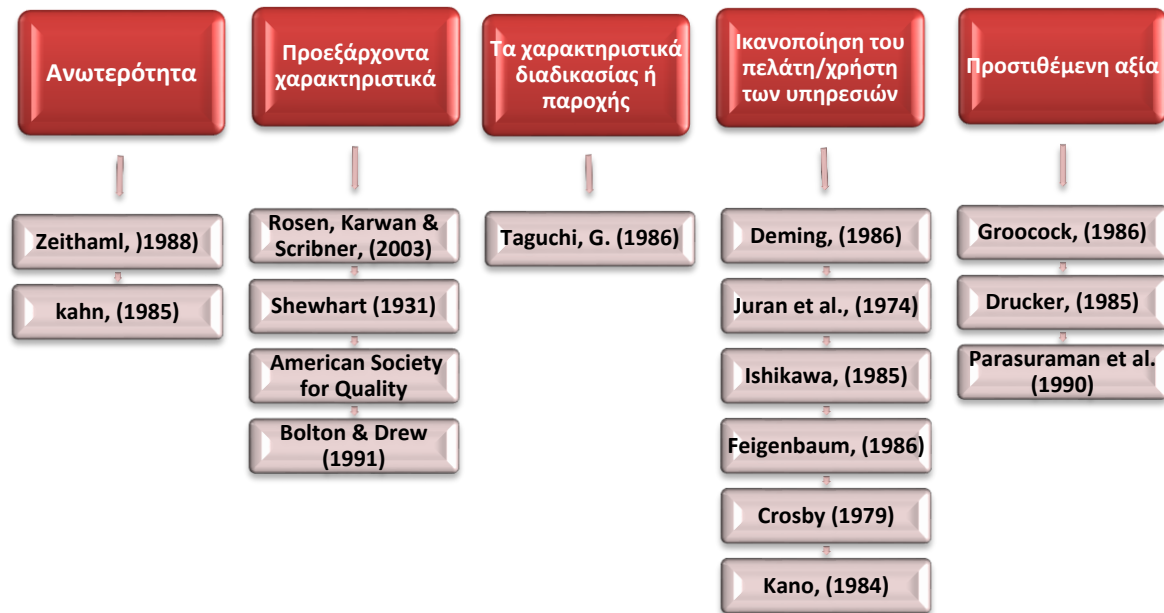 Ανωτερότητα
Zeithaml, )1988)
kahn, (1985)
Προεξάρχοντα
χαρακτηριστικά
Rosen, Karwan &
Scribner, (2003)
Shewhart (1931)
American Society
for Quality
Bolton & Drew
(1991)
Τα χαρακτηριστικά
διαδικασίας ή
παροχής
Taguchi, G. (1986)
Ικανοποίηση του
πελάτη/χρήστη
των υπηρεσιών
Deming, (1986)
Juran et al., (1974)
Ishikawa, (1985)
Feigenbaum, (1986)
Crosby (1979)
Kano, (1984)
Προστιθέμενη αξία
Groocock, (1986)
Drucker, (1985)
Parasuraman et al.
(1990)